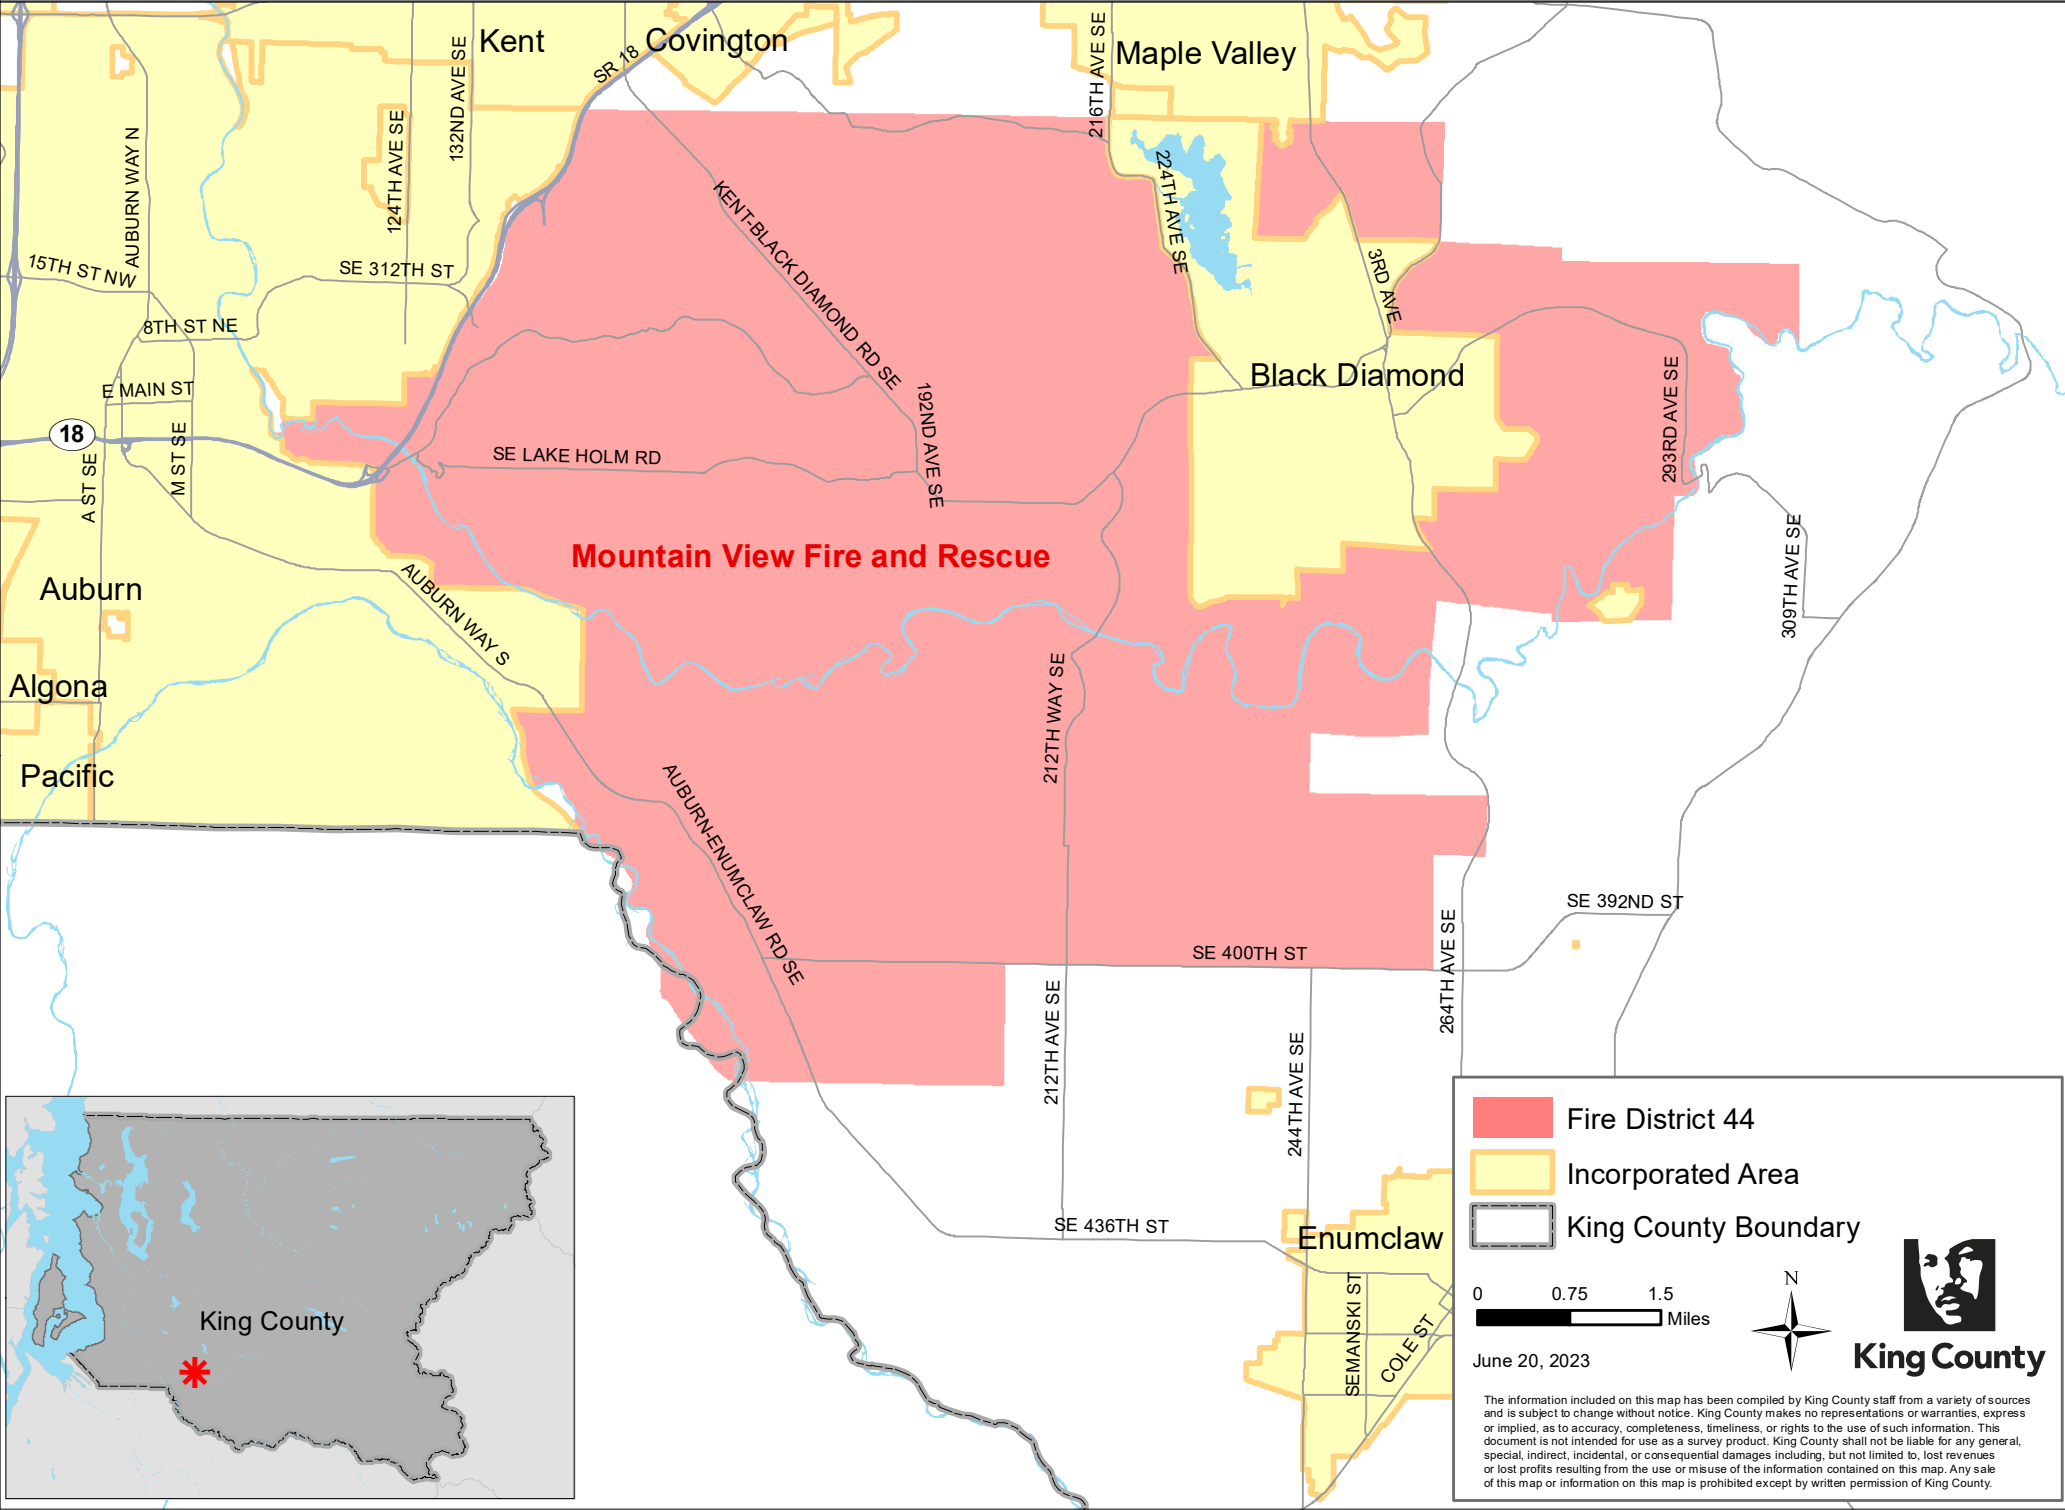 Kent
Covington
Maple Valley
SR 18
216TH AVE SE
132ND AVE SE
124TH AVE SE
AUBURN WAY N
224TH AVE SE
KENT-BLACK DIAMOND RD SE
15TH ST NW
SE 312TH ST
3RD AVE
8TH ST NE
Black Diamond
E MAIN ST
192ND AVE SE
293RD AVE SE
18
M ST SE
A ST SE
SE LAKE HOLM RD
Mountain View Fire and Rescue
309TH AVE SE
Auburn
AUBURN WAY S
Algona
212TH WAY SE
Pacific
AUBURN-ENUMCLAW RD SE
SE 392ND ST
SE 400TH ST
264TH AVE SE
212TH AVE SE
244TH AVE SE
SE 436TH ST
Enumclaw
SEMANSKI ST
COLE ST
King County
Fire District 44
Incorporated Area
King County Boundary
0 0.75 1.5
Miles
N
King County
June 20, 2023
The information included on this map has been compiled by King County staff from a variety of sources
and is subject to change without notice. King County makes no representations or warranties, express
or implied, as to accuracy, completeness, timeliness, or rights to the use of such information. This
document is not intended for use as a survey product. King County shall not be liable for any general,
special, indirect, incidental, or consequential damages including, but not limited to, lost revenues
or lost profits resulting from the use or misuse of the information contained on this map. Any sale
of this map or information on this map is prohibited except by written permission of King County.